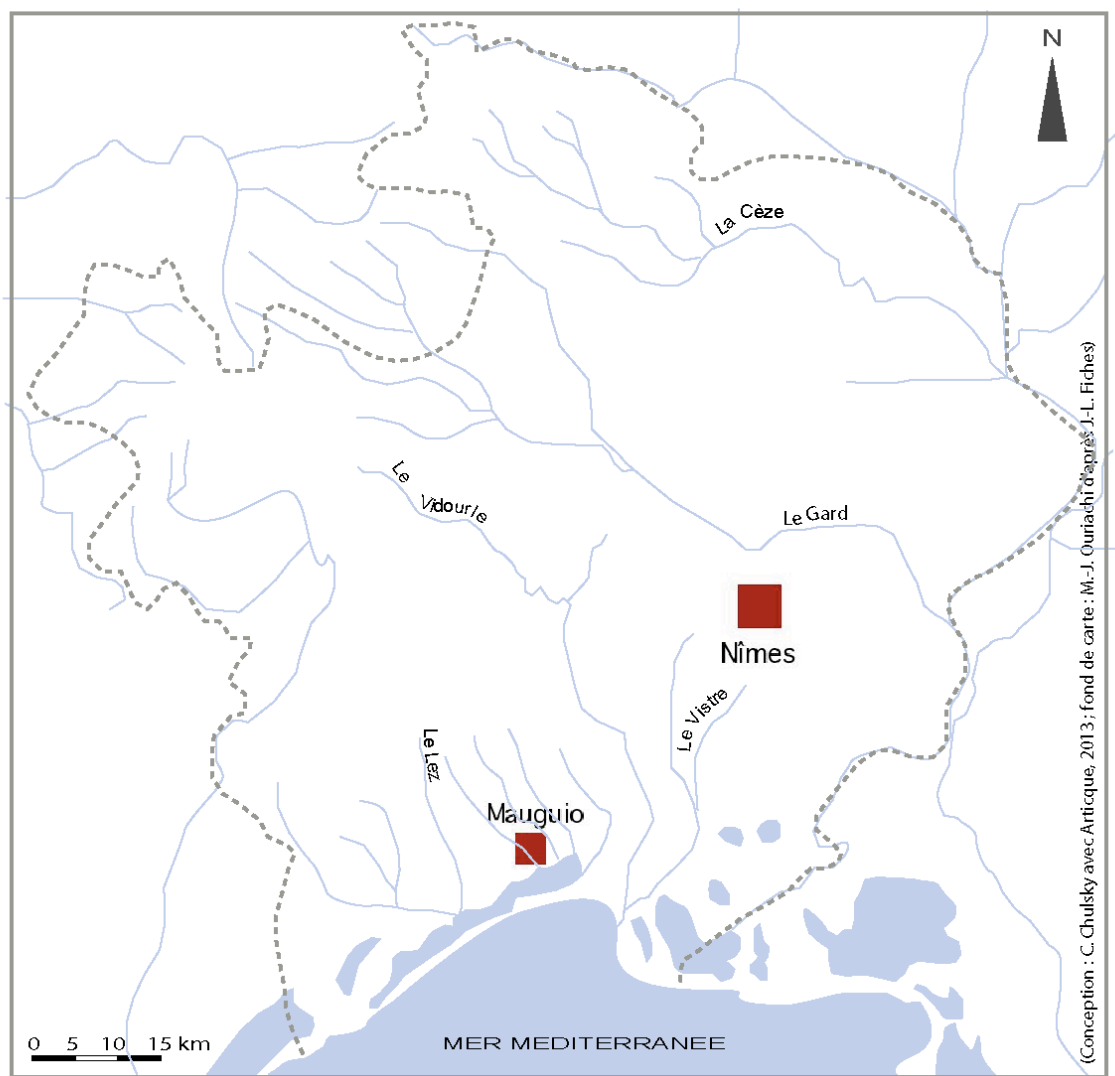 N
La Cèze
Le Vidourle
Le Gard
Nîmes
Le Vistre
Le Lez
Mauguio
0 5 10 15 km
MER MEDITERRANEE
(Conception : C. Chulsky avec Articque, 2013; fond de carte : M.-J. Ouriachi d'après J.-L. Fiches)